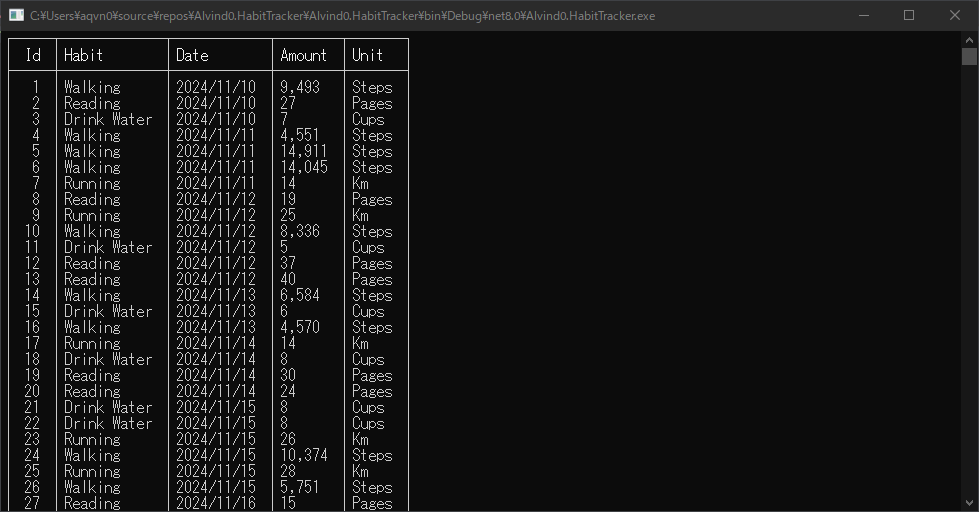 C:¥Users¥aqvn0¥source¥repos¥Alvind0.HabitTracker¥Alvind0.HabitTracker¥bin¥Debug¥net8.0¥Alvind0.HabitTracker.exe
Id Habit Date Amount Unit
1 Walking 2024/11/10 9,493 Steps
2 Reading 2024/11/10 27 Pages
3 Drink Water 2024/11/10 7 Cups
4 Walking 2024/11/11 4,551 Steps
5 Walking 2024/11/11 14,911 Steps
6 Walking 2024/11/11 14,045 Steps
7 Running 2024/11/11 14 Km
8 Reading 2024/11/12 19 Pages
9 Running 2024/11/12 25 Km
10 Walking 2024/11/12 8,336 Steps
11 Drink Water 2024/11/12 5 Cups
12 Reading 2024/11/12 37 Pages
13 Reading 2024/11/12 40 Pages
14 Walking 2024/11/13 6,584 Steps
15 Drink Water 2024/11/13 6 Cups
16 Walking 2024/11/13 4,570 Steps
17 Running 2024/11/14 14 Km
18 Drink Water 2024/11/14 8 Cups
19 Reading 2024/11/14 30 Pages
20 Reading 2024/11/14 24 Pages
21 Drink Water 2024/11/15 8 Cups
22 Drink Water 2024/11/15 8 Cups
23 Running 2024/11/15 26 Km
24 Walking 2024/11/15 10,374 Steps
25 Running 2024/11/15 28 Km
26 Walking 2024/11/15 5,751 Steps
27 Reading 2024/11/16 15 Pages